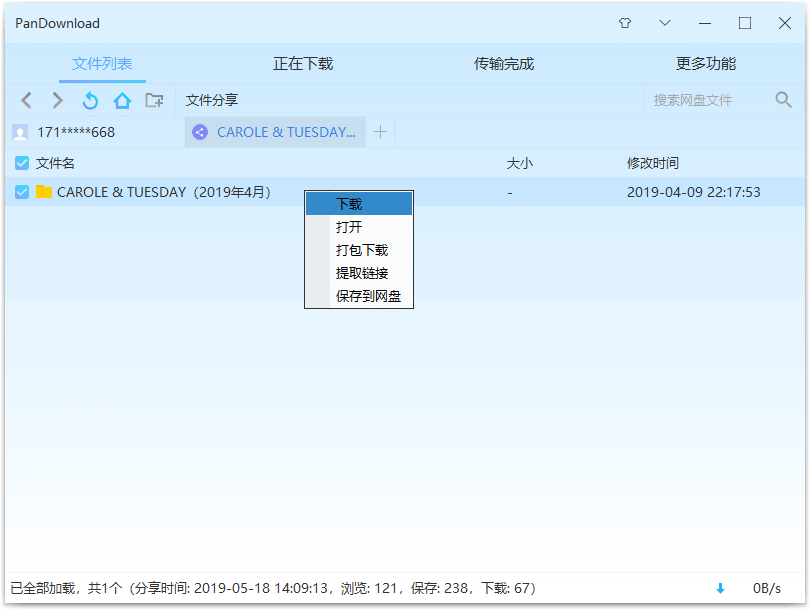 PanDownload
文件列表 正在下载 传输完成 更多功能
文件分享 搜索网盘文件
171*****668 CAROLE & TUESDAY...
文件名 大小 修改时间
CAROLE & TUESDAY（2019年4月） - 2019-04-09 22:17:53
下载
打开
打包下载
提取链接
保存到网盘
已全部加载，共1个（分享时间: 2019-05-18 14:09:13，浏览: 121，保存: 238，下载: 67） 0B/s